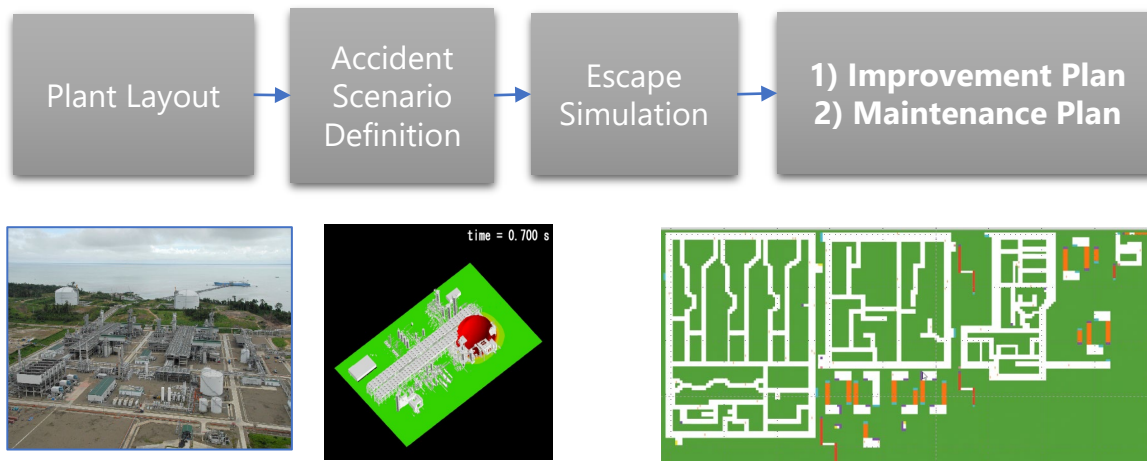 Plant Layout
Accident
Scenario
Definition
Escape
Simulation
1) Improvement Plan
2) Maintenance Plan
time = 0.700 s